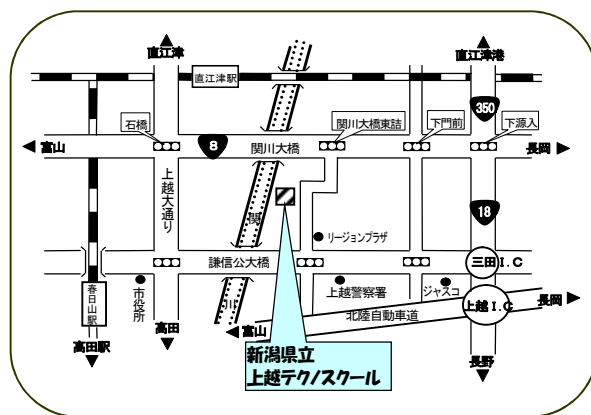 直江津
直江津港
直江津駅
350
石橋
関川大橋東詰
下門前
下源入
富山
8
関川大橋
長岡
上越大通り
関
18
リージョンプラザ
謙信公大橋
三田I.C
春日山駅
市役所
川
上越警察署
ジャスコ
上越I.C
長岡
北陸自動車道
高田
富山
高田駅
長野
新潟県立
上越テクノスクール